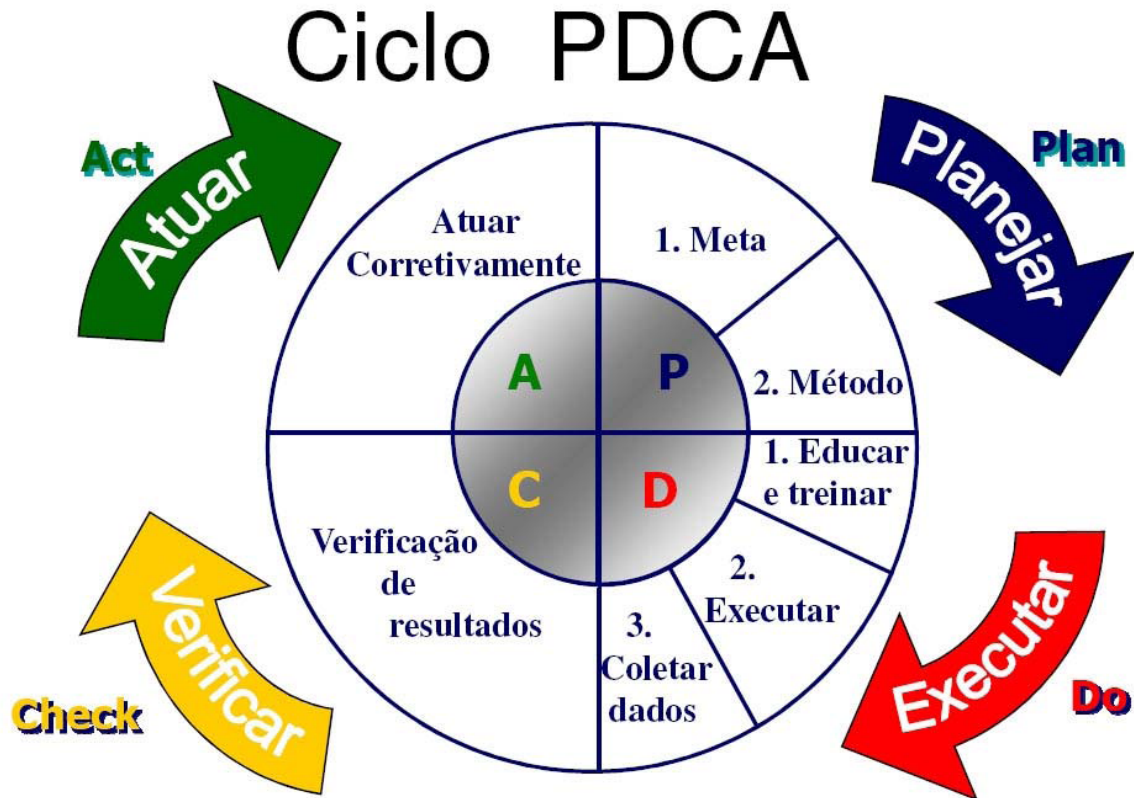 Ciclo PDCA
Act
Atuar
Planejar
Plan
Atuar
Corretivamente
1. Meta
2. Método
A
P
C
D
1. Educar
e treinar
2.
Executar
3.
Coletar
dados
Verificação
de
resultados
Verificar
Check
Executar
Do